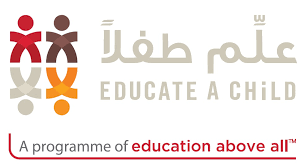 علّم طفلاً
EDUCATE A CHiLD
A programme of education above all™